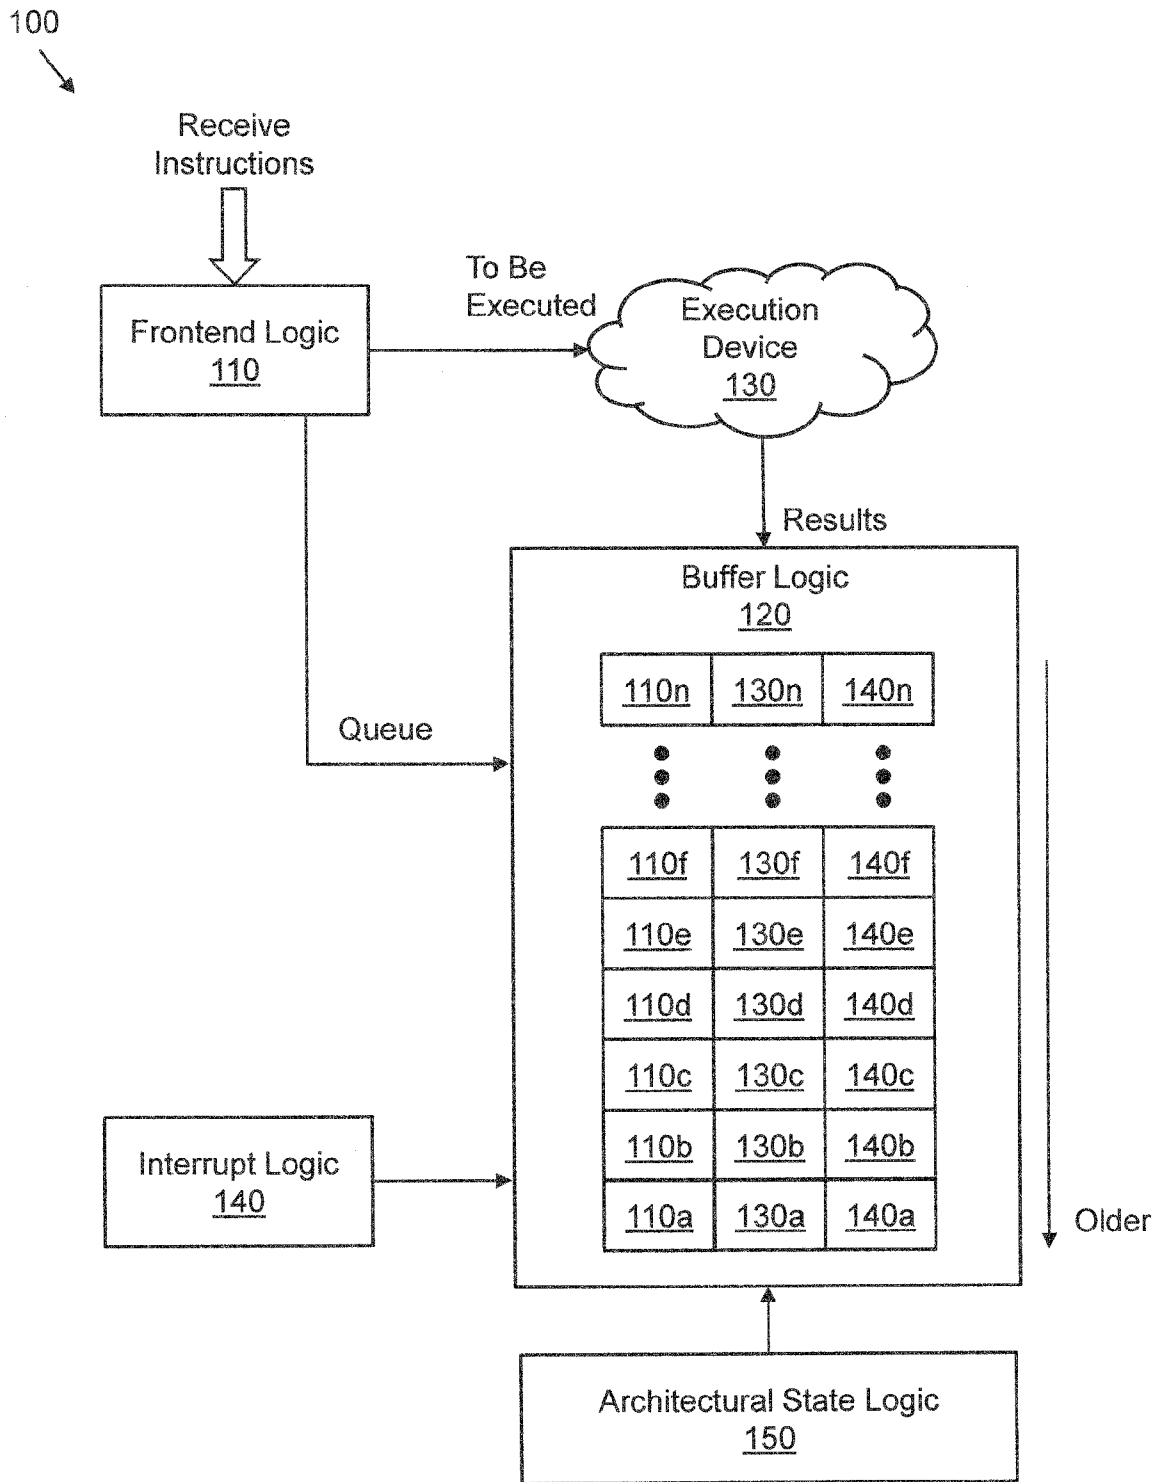 100
Receive
Instructions
To Be
Executed
Frontend Logic
110
Execution
Device
130
Results
Buffer Logic
120
110n 130n 140n
Queue
110f 130f 140f
110e 130e 140e
110d 130d 140d
110c 130c 140c
110b 130b 140b
110a 130a 140a
Interrupt Logic
140
Older
Architectural State Logic
150